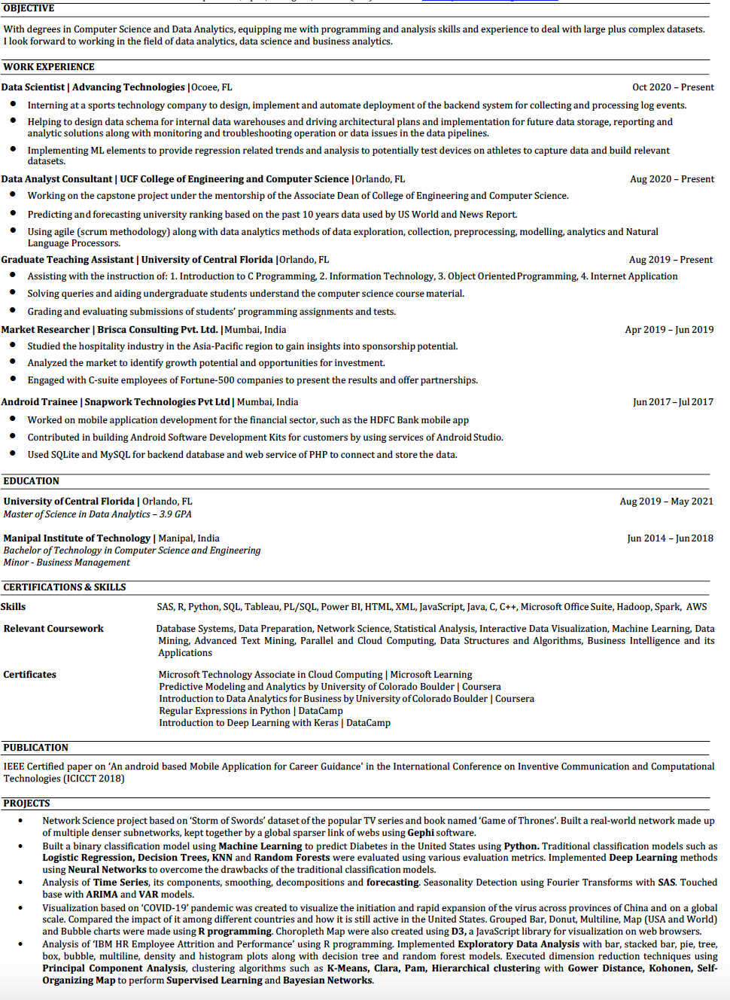 OBJECTIVE
With degrees in Computer Science and Data Analytics, equipping me with programming and analysis skills and experience to deal with large plus complex datasets.
I look forward to working in the field of data analytics, data science and business analytics.
WORK EXPERIENCE
Data Scientist | Advancing Technologies | Ocoee, FL Oct 2020 – Present
● Interning at a sports technology company to design, implement and automate deployment of the backend system for collecting and processing log events.
● Helping to design data schema for internal data warehouses and driving architectural plans and implementation for future data storage, reporting and
analytic solutions along with monitoring and troubleshooting operation or data issues in the data pipelines.
● Implementing ML elements to provide regression related trends and analysis to potentially test devices on athletes to capture data and build relevant
datasets.
Data Analyst Consultant | UCF College of Engineering and Computer Science | Orlando, FL Aug 2020 – Present
● Working on the capstone project under the mentorship of the Associate Dean of College of Engineering and Computer Science.
● Predicting and forecasting university ranking based on the past 10 years data used by US World and News Report.
● Using agile (scrum methodology) along with data analytics methods of data exploration, collection, preprocessing, modelling, analytics and Natural
Language Processors.
Graduate Teaching Assistant | University of Central Florida | Orlando, FL Aug 2019 – Present
● Assisting with the instruction of: 1. Introduction to C Programming, 2. Information Technology, 3. Object Oriented Programming, 4. Internet Application
● Solving queries and aiding undergraduate students understand the computer science course material.
● Grading and evaluating submissions of students’ programming assignments and tests.
Market Researcher | Brisca Consulting Pvt. Ltd. | Mumbai, India Apr 2019 – Jun 2019
● Studied the hospitality industry in the Asia-Pacific region to gain insights into sponsorship potential.
● Analyzed the market to identify growth potential and opportunities for investment.
● Engaged with C-suite employees of Fortune-500 companies to present the results and offer partnerships.
Android Trainee | Snapwork Technologies Pvt Ltd | Mumbai, India Jun 2017 – Jul 2017
● Worked on mobile application development for the financial sector, such as the HDFC Bank mobile app
● Contributed in building Android Software Development Kits for customers by using services of Android Studio.
● Used SQLite and MySQL for backend database and web service of PHP to connect and store the data.
EDUCATION
University of Central Florida | Orlando, FL Aug 2019 – May 2021
Master of Science in Data Analytics – 3.9 GPA
Manipal Institute of Technology | Manipal, India Jun 2014 – Jun 2018
Bachelor of Technology in Computer Science and Engineering
Minor - Business Management
CERTIFICATIONS & SKILLS
Skills SAS, R, Python, SQL, Tableau, PL/SQL, Power BI, HTML, XML, JavaScript, Java, C, C++, Microsoft Office Suite, Hadoop, Spark, AWS
Relevant Coursework Database Systems, Data Preparation, Network Science, Statistical Analysis, Interactive Data Visualization, Machine Learning, Data
Mining, Advanced Text Mining, Parallel and Cloud Computing, Data Structures and Algorithms, Business Intelligence and its
Applications
Certificates Microsoft Technology Associate in Cloud Computing | Microsoft Learning
Predictive Modeling and Analytics by University of Colorado Boulder | Coursera
Introduction to Data Analytics for Business by University of Colorado Boulder | Coursera
Regular Expressions in Python | DataCamp
Introduction to Deep Learning with Keras | DataCamp
PUBLICATION
IEEE Certified paper on ‘An android based Mobile Application for Career Guidance' in the International Conference on Inventive Communication and Computational
Technologies (ICICCT 2018)
PROJECTS
● Network Science project based on ‘Storm of Swords’ dataset of the popular TV series and book named ‘Game of Thrones’. Built a real-world network made up
of multiple denser subnetworks, kept together by a global sparser link of webs using Gephi software.
● Built a binary classification model using Machine Learning to predict Diabetes in the United States using Python. Traditional classification models such as
Logistic Regression, Decision Trees, KNN and Random Forests were evaluated using various evaluation metrics. Implemented Deep Learning methods
using Neural Networks to overcome the drawbacks of the traditional classification models.
● Analysis of Time Series, its components, smoothing, decompositions and forecasting. Seasonality Detection using Fourier Transforms with SAS. Touched
base with ARIMA and VAR models.
● Visualization based on ‘COVID-19’ pandemic was created to visualize the initiation and rapid expansion of the virus across provinces of China and on a global
scale. Compared the impact of it among different countries and how it is still active in the United States. Grouped Bar, Donut, Multiline, Map (USA and World)
and Bubble charts were made using R programming. Choropleth Map were also created using D3, a JavaScript library for visualization on web browsers.
● Analysis of ‘IBM HR Employee Attrition and Performance’ using R programming. Implemented Exploratory Data Analysis with bar, stacked bar, pie, tree,
box, bubble, multiline, density and histogram plots along with decision tree and random forest models. Executed dimension reduction techniques using
Principal Component Analysis, clustering algorithms such as K-Means, Clara, Pam, Hierarchical clustering with Gower Distance, Kohonen, Self-
Organizing Map to perform Supervised Learning and Bayesian Networks.